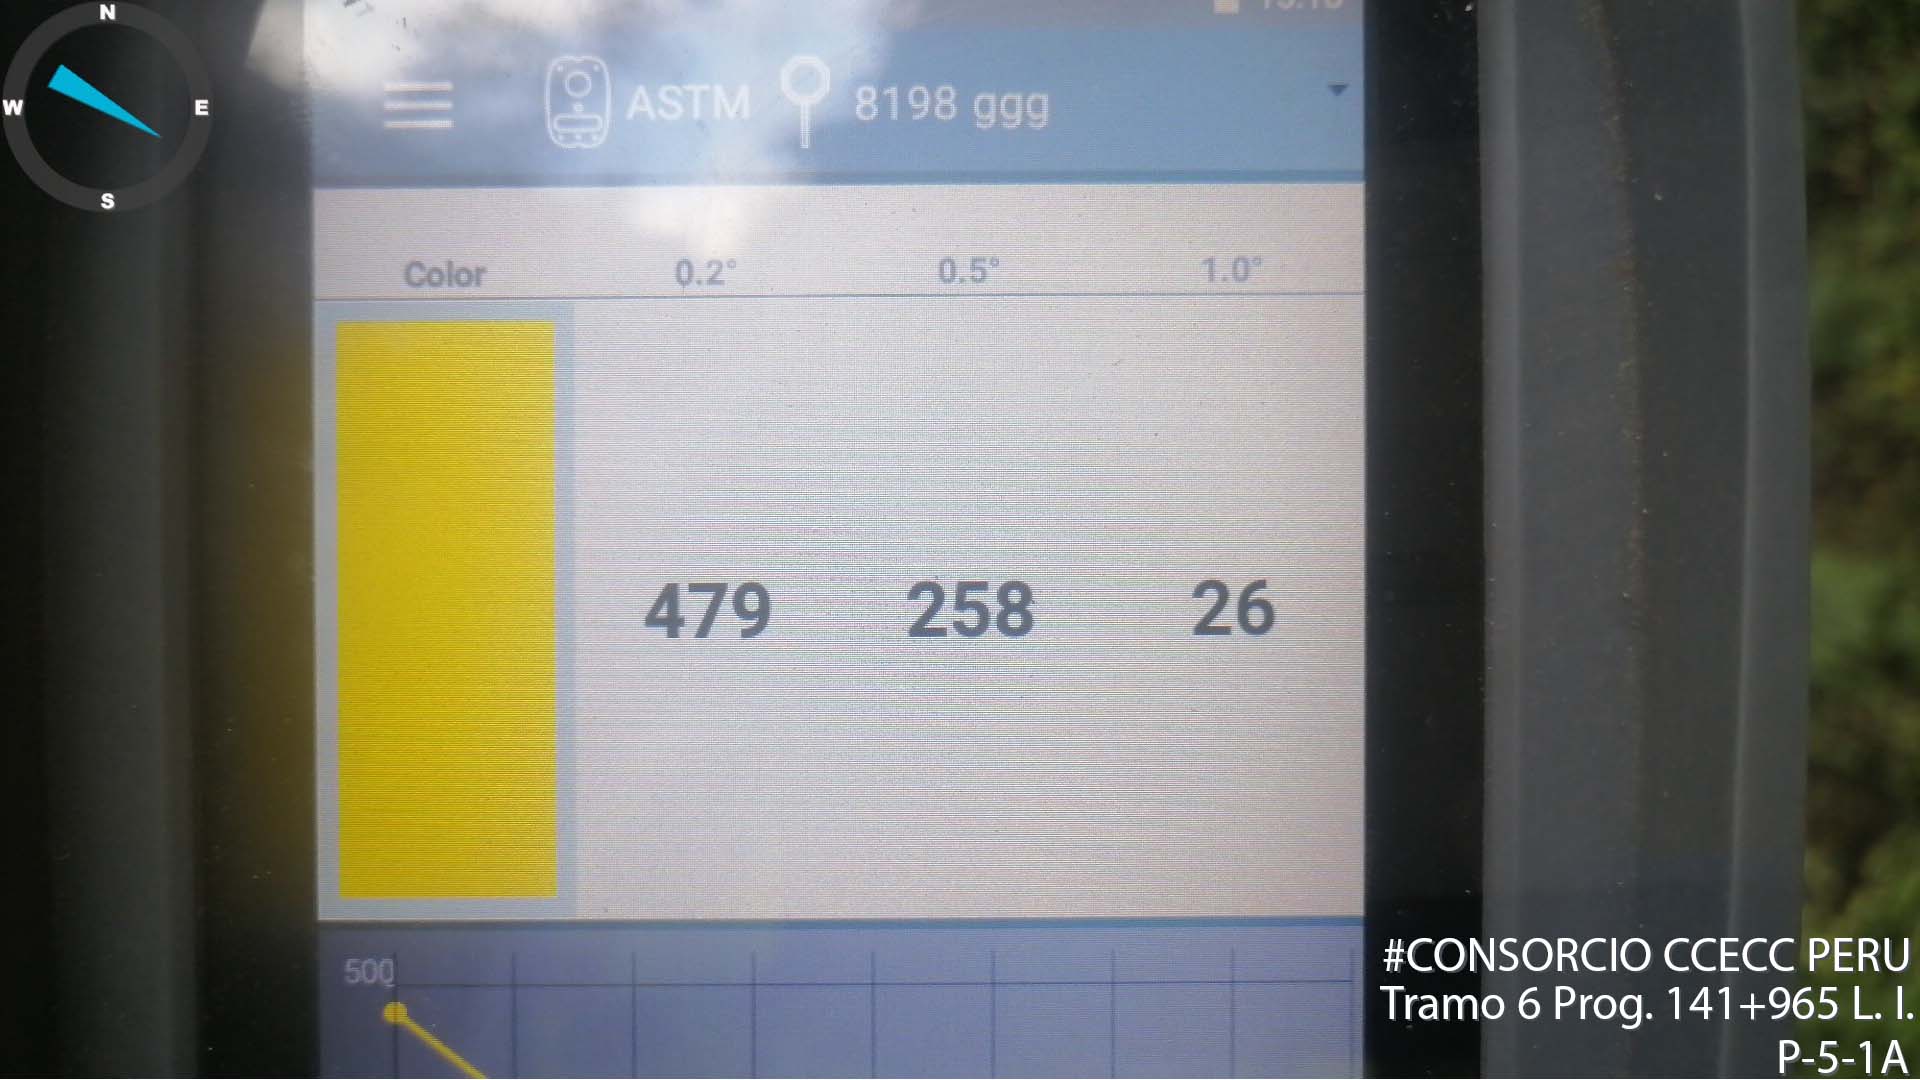 N
W E
S
ASTM 8198 ggg
Color 0.2° 0.5° 1.0°
479 258 26
500
#CONSORCIO CCECC PERU
Tramo 6 Prog. 141+965 L. I.
P-5-1A